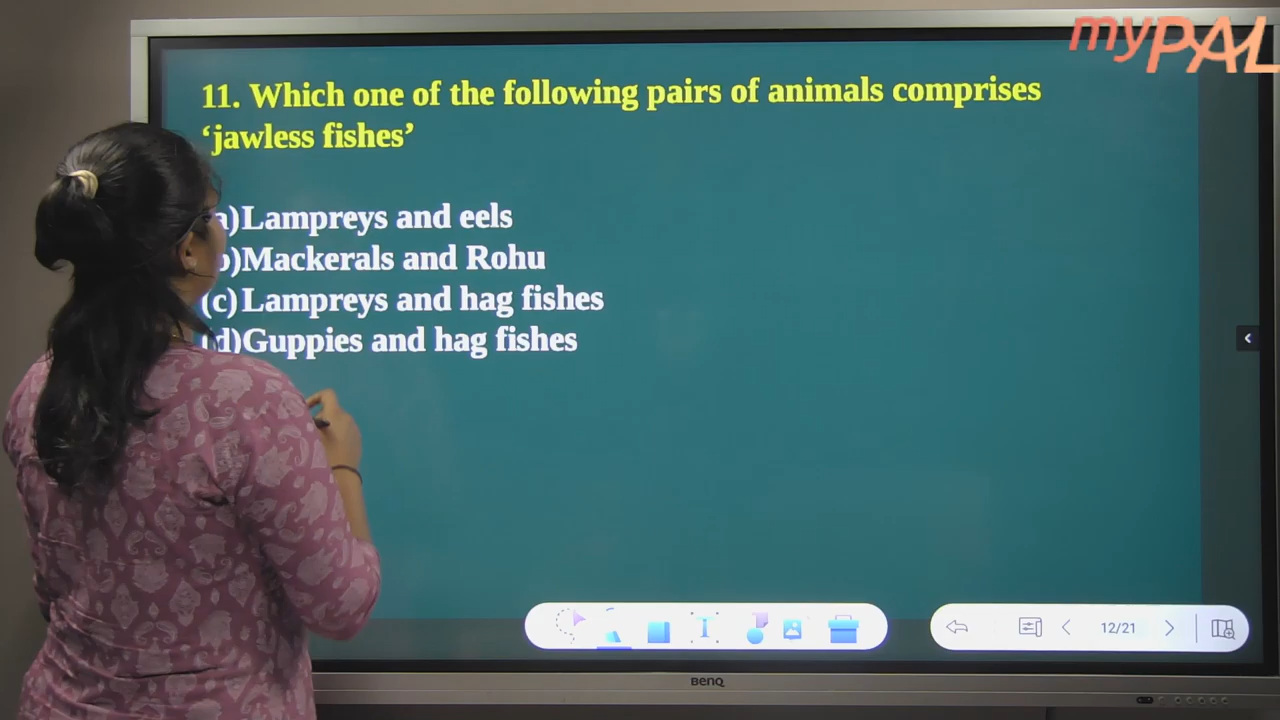 myPAL
11. Which one of the following pairs of animals comprises
‘jawless fishes’
a)Lampreys and eels
b)Mackerals and Rohu
(c) Lampreys and hag fishes
(d)Guppies and hag fishes
12/21
BenQ